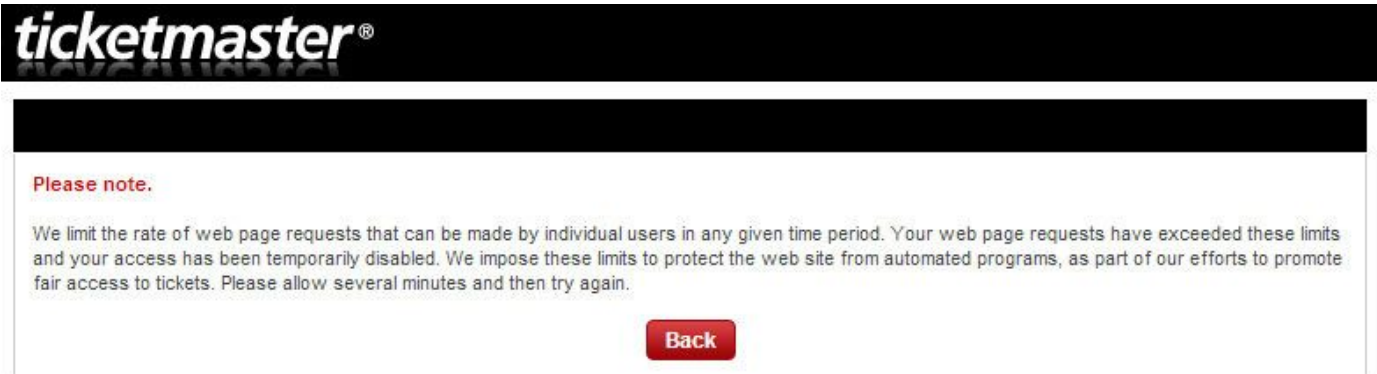 ticketmaster®
Please note.
We limit the rate of web page requests that can be made by individual users in any given time period. Your web page requests have exceeded these limits
and your access has been temporarily disabled. We impose these limits to protect the web site from automated programs, as part of our efforts to promote
fair access to tickets. Please allow several minutes and then try again.
Back